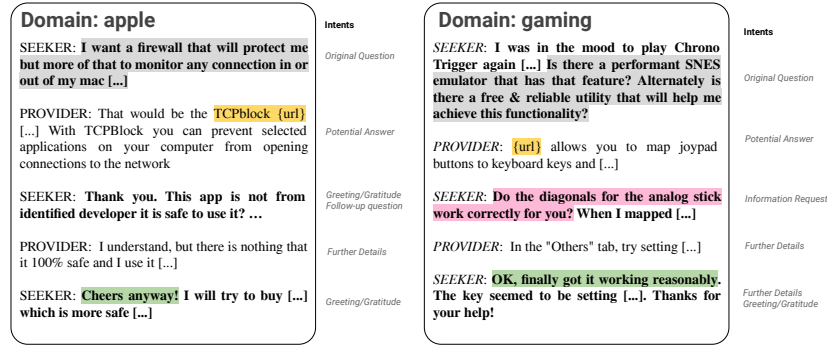 Domain: apple
Intents
SEEKER: I want a firewall that will protect me
but more of that to monitor any connection in or
out of my mac [...]
Original Question
PROVIDER: That would be the TCPblock {url}
[...] With TCPBlock you can prevent selected
applications on your computer from opening
connections to the network
Potential Answer
SEEKER: Thank you. This app is not from
identified developer it is safe to use it? ...
Greeting/Gratitude
Follow-up question
PROVIDER: I understand, but there is nothing that
it 100% safe and I use it [...]
Further Details
SEEKER: Cheers anyway! I will try to buy [...]
which is more safe [...]
Greeting/Gratitude
Domain: gaming
Intents
SEEKER: I was in the mood to play Chrono
Trigger again [...] Is there a performant SNES
emulator that has that feature? Alternately is
there a free & reliable utility that will help me
achieve this functionality?
Original Question
PROVIDER: {url} allows you to map joypad
buttons to keyboard keys and [...]
Potential Answer
SEEKER: Do the diagonals for the analog stick
work correctly for you? When I mapped [...]
Information Request
PROVIDER: In the "Others" tab, try setting [...]
Further Details
SEEKER: OK, finally got it working reasonably.
The key seemed to be setting [...]. Thanks for
your help!
Further Details
Greeting/Gratitude